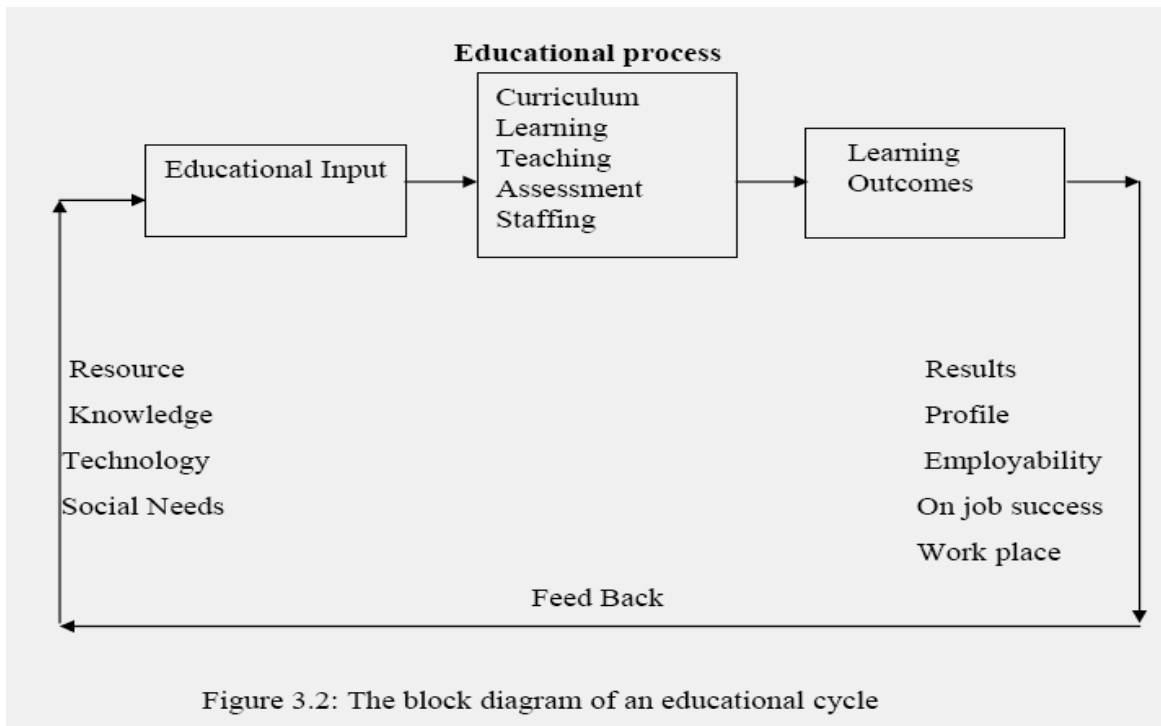 Educational process
Curriculum
Learning
Teaching
Assessment
Staffing
Educational Input
Learning
Outcomes
Resource
Knowledge
Technology
Social Needs
Results
Profile
Employability
On job success
Work place
Feed Back
Figure 3.2: The block diagram of an educational cycle